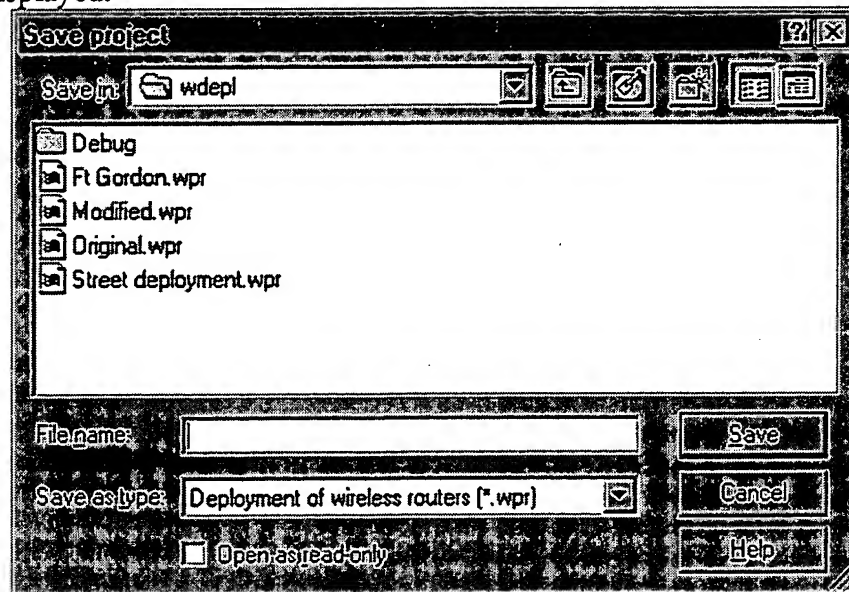 Save project
Save in: wdepl
Debug
Ft Gordon.wpr
Modified.wpr
Original.wpr
Street deployment.wpr
File name:
Save
Save as type: Deployment of wireless routers (*.wpr)
Cancel
Open as read-only
Help